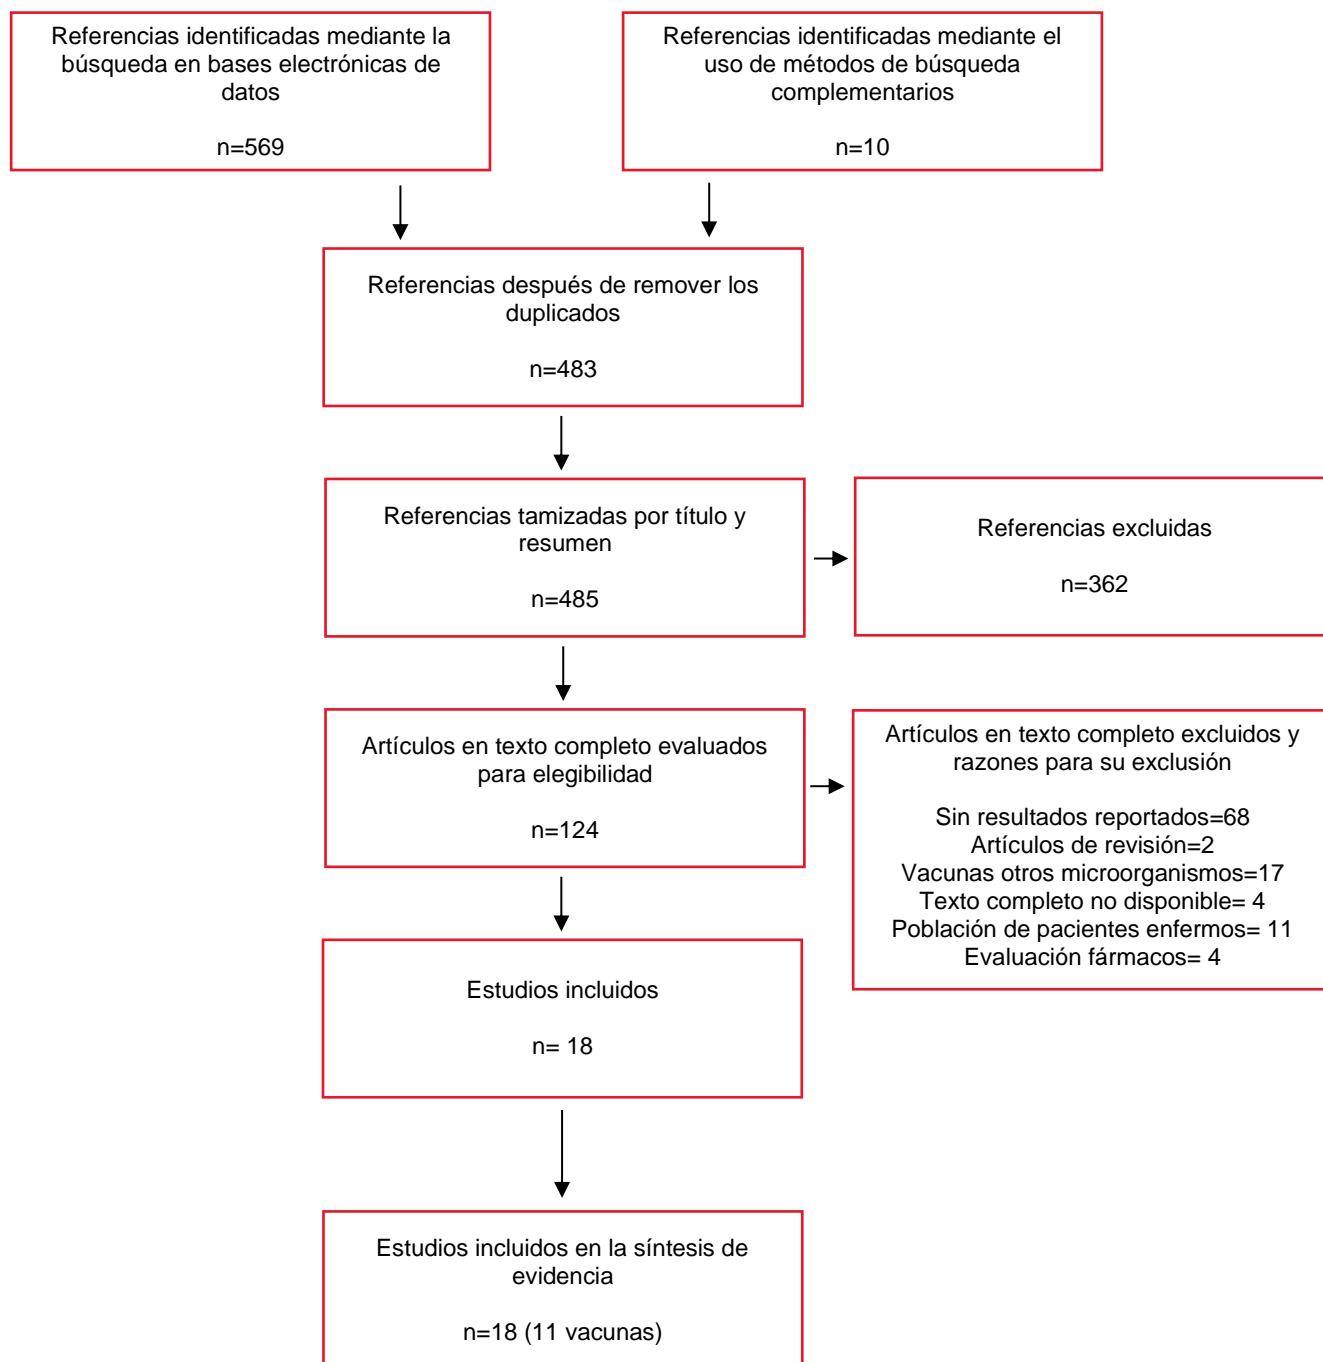 Referencias identificadas mediante la
búsqueda en bases electrónicas de
datos
n=569
Referencias identificadas mediante el
uso de métodos de búsqueda
complementarios
n=10
Referencias después de remover los
duplicados
n=483
Referencias tamizadas por título y
resumen
n=485
Referencias excluidas
n=362
Artículos en texto completo evaluados
para elegibilidad
n=124
Artículos en texto completo excluidos y
razones para su exclusión
Sin resultados reportados=68
Artículos de revisión=2
Vacunas otros microorganismos=17
Texto completo no disponible= 4
Población de pacientes enfermos= 11
Evaluación fármacos= 4
Estudios incluidos
n= 18
Estudios incluidos en la síntesis de
evidencia
n=18 (11 vacunas)